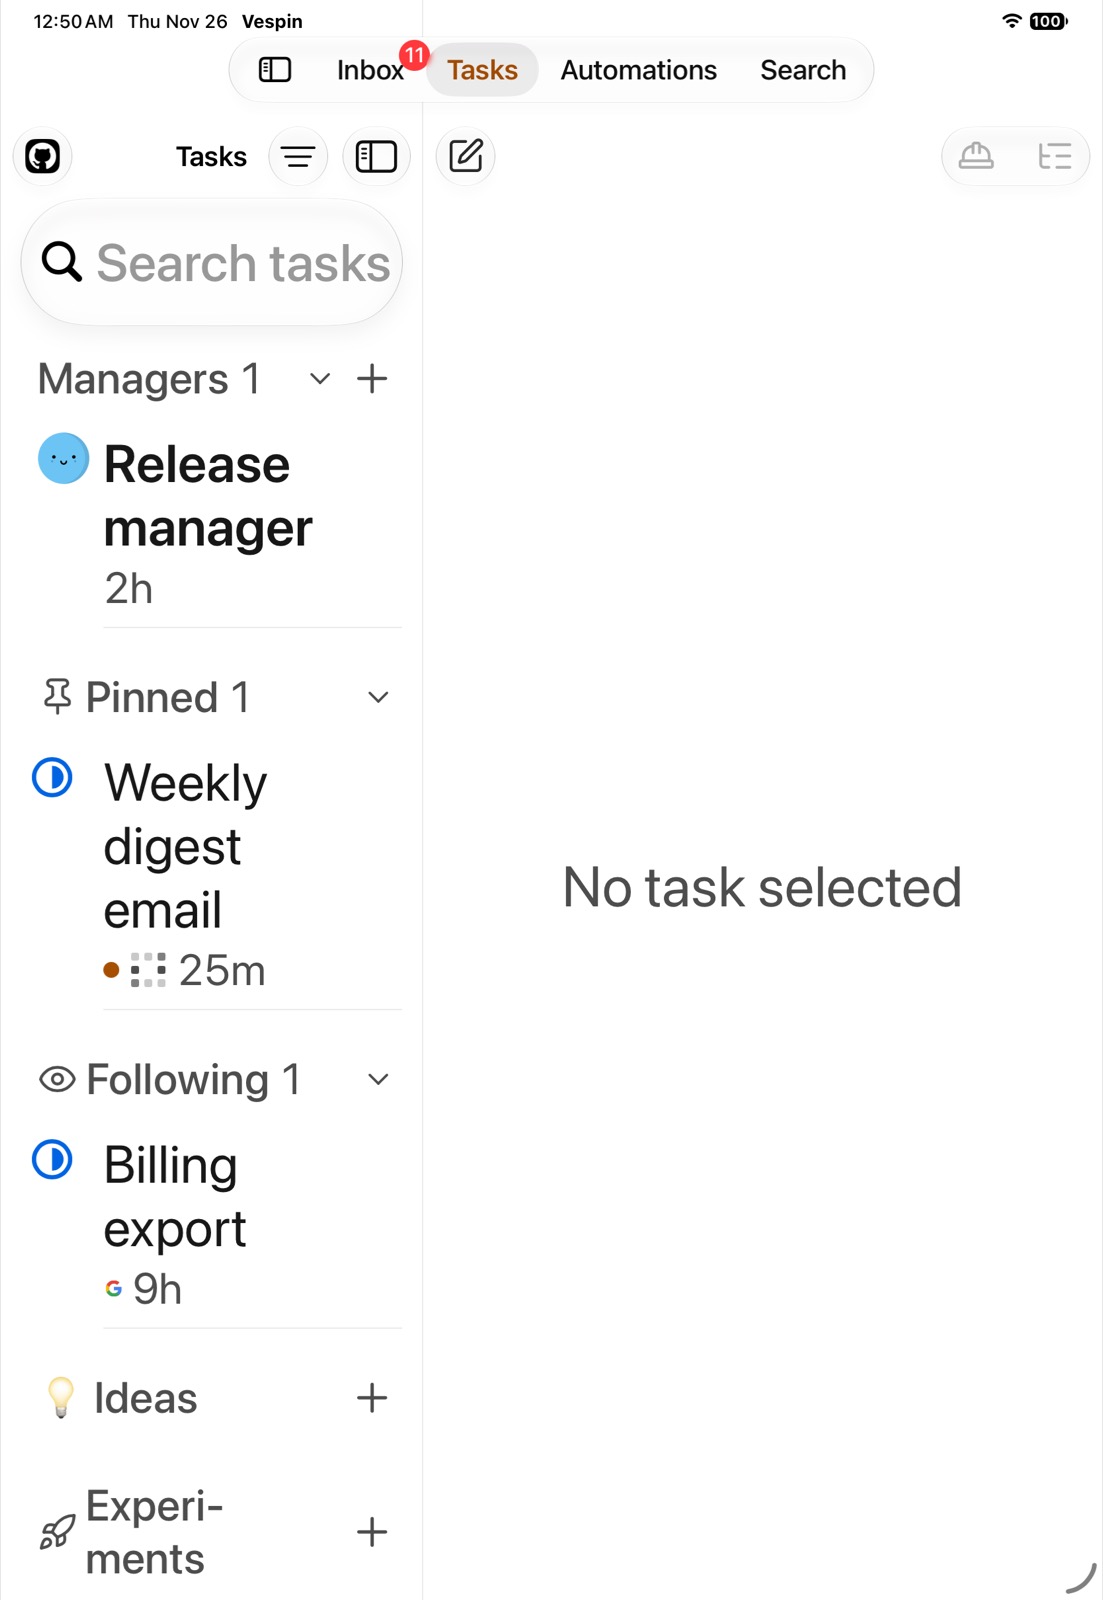 12:50 AM Thu Nov 26 Vespin
100
Inbox 11 Tasks Automations Search
Tasks
Search tasks
Managers 1
Release
manager
2h
Pinned 1
Weekly
digest
email
25m
No task selected
Following 1
Billing
export
G 9h
Ideas
Experi-
ments